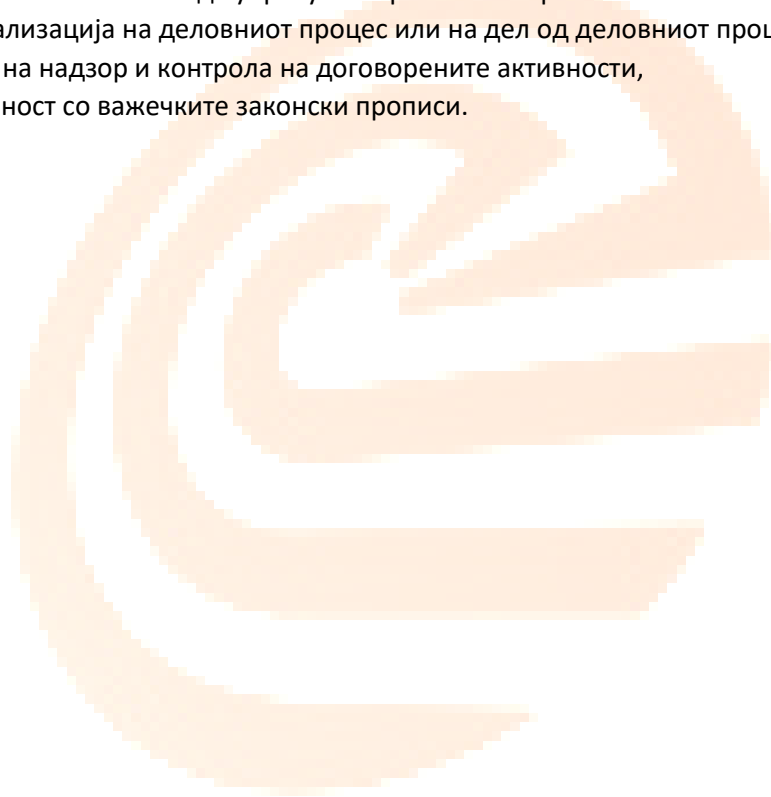 ализација на деловниот процес или на дел од деловниот проц
на надзор и контрола на договорените активности,
ност со важечките законски прописи.